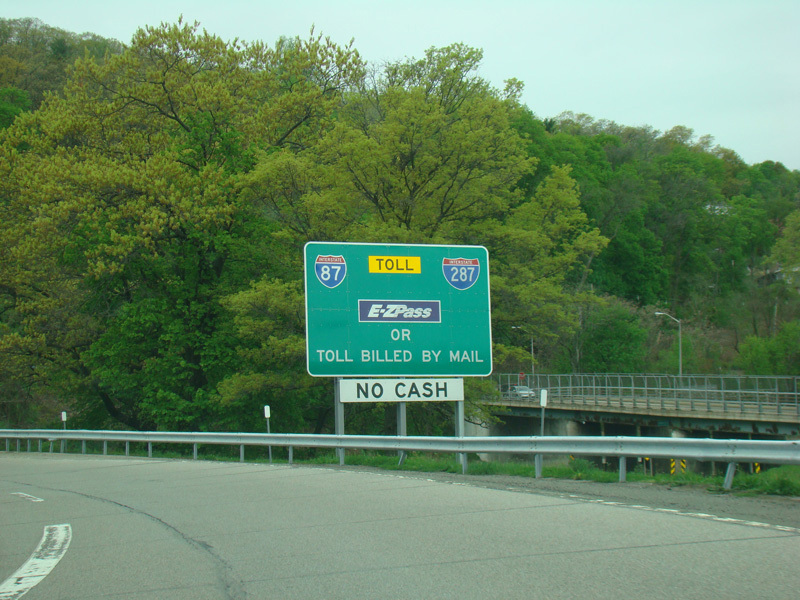 INTERSTATE 87 TOLL INTERSTATE 287
E-ZPass
OR
TOLL BILLED BY MAIL
NO CASH